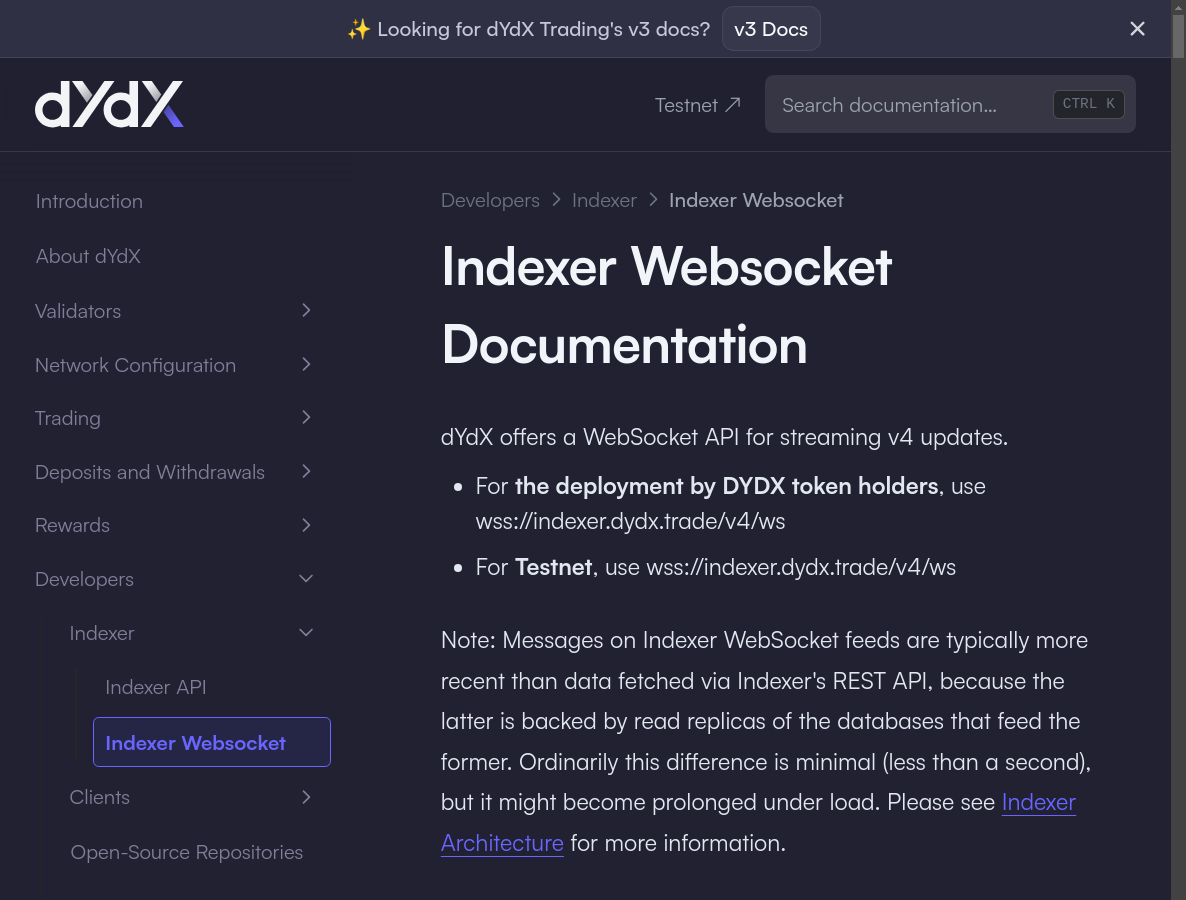 ✨ Looking for dYdX Trading's v3 docs? v3 Docs
dYdX
Testnet
Search documentation...
CTRL K
Introduction
About dYdX
Validators
Network Configuration
Trading
Deposits and Withdrawals
Rewards
Developers
Indexer
Indexer API
Indexer Websocket
Clients
Open-Source Repositories
Developers > Indexer > Indexer Websocket
Indexer Websocket
Documentation
dYdX offers a WebSocket API for streaming v4 updates.
• For the deployment by DYDX token holders, use
wss://indexer.dydx.trade/v4/ws
• For Testnet, use wss://indexer.dydx.trade/v4/ws
Note: Messages on Indexer WebSocket feeds are typically more
recent than data fetched via Indexer's REST API, because the
latter is backed by read replicas of the databases that feed the
former. Ordinarily this difference is minimal (less than a second),
but it might become prolonged under load. Please see Indexer
Architecture for more information.